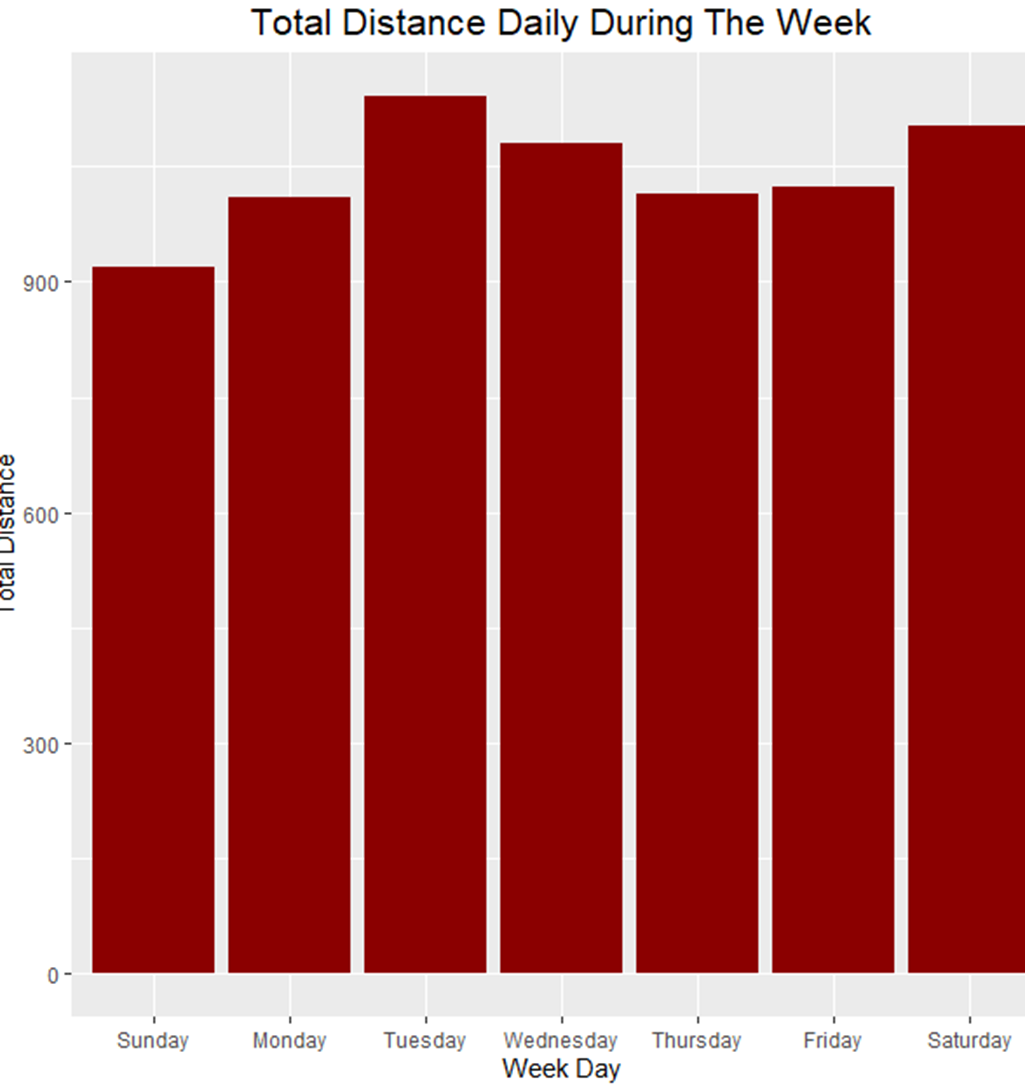 Total Distance Daily During The Week
Total Distance
900
600
300
0
Sunday Monday Tuesday Wednesday Thursday Friday Saturday
Week Day